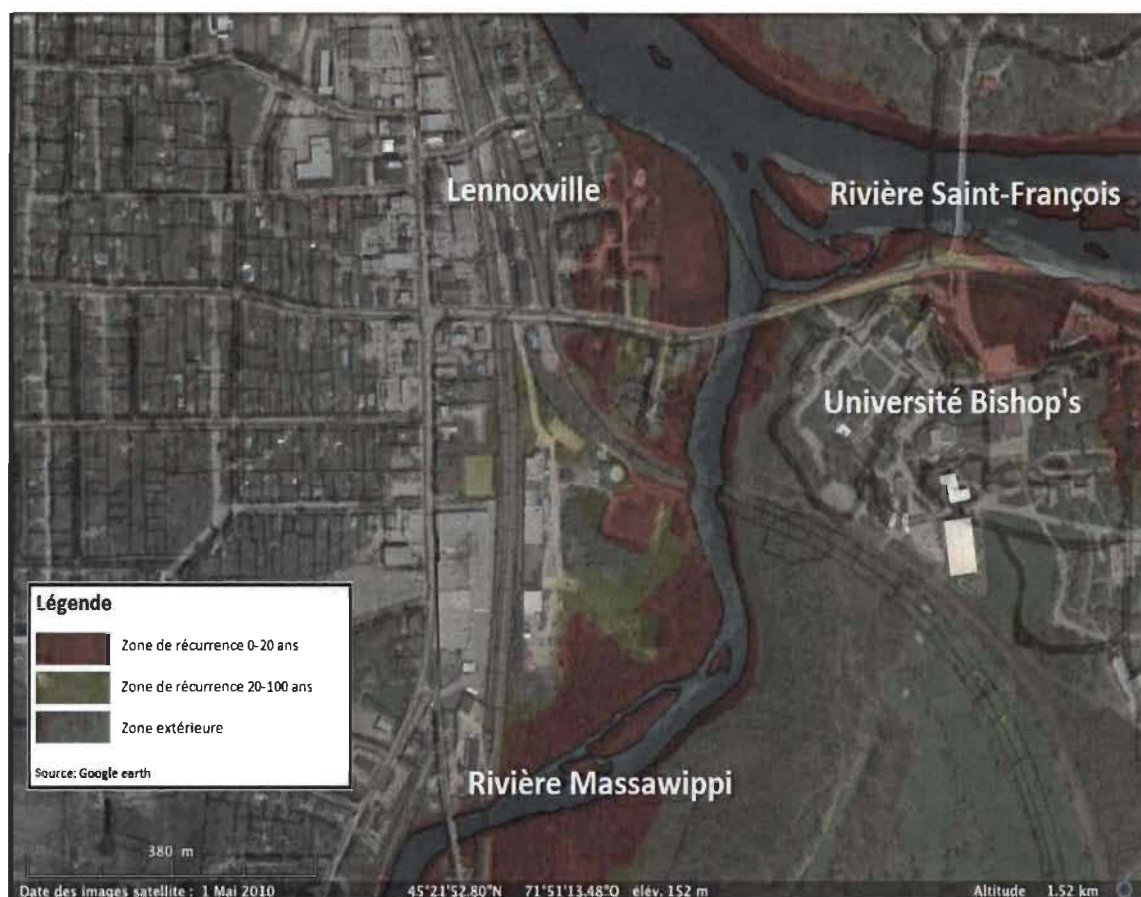 Lennoxville
Rivière Saint-François
Université Bishop's
Légende
Zone de récurrence 0-20 ans
Zone de récurrence 20-100 ans
Zone extérieure
Source: Google earth
Rivière Massawippi
380 m
Date des images satellite : 1 Mai 2010 45°21'52.80"N 71°51'13.48"O élév. 152 m Altitude 1.52 km